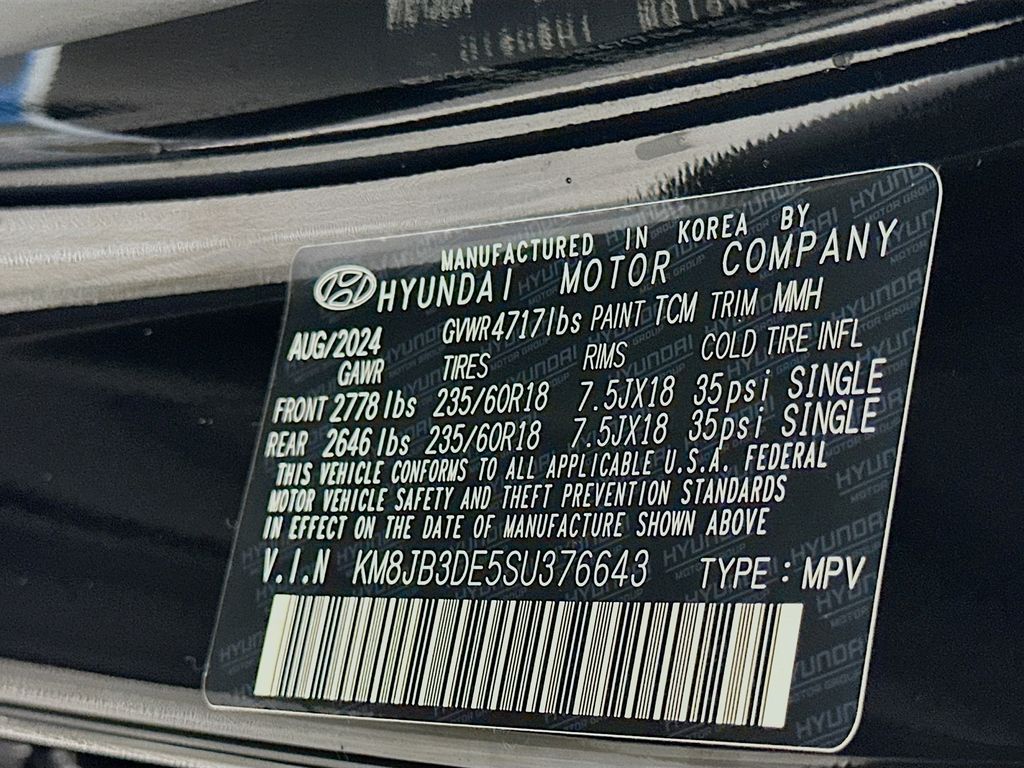 MANUFACTURED IN KOREA BY
HYUNDAI MOTOR COMPANY
AUG/2024 GVWR4717lbs PAINT TCM TRIM MMH
GAWR TIRES RIMS COLD TIRE INFL
FRONT 2778 lbs 235/60R18 7.5JX18 35psi SINGLE
REAR 2646 lbs 235/60R18 7.5JX18 35psi SINGLE
THIS VEHICLE CONFORMS TO ALL APPLICABLE U.S.A. FEDERAL
MOTOR VEHICLE SAFETY AND THEFT PREVENTION STANDARDS
IN EFFECT ON THE DATE OF MANUFACTURE SHOWN ABOVE
V.I.N KM8JB3DE5SU376643 TYPE : MPV